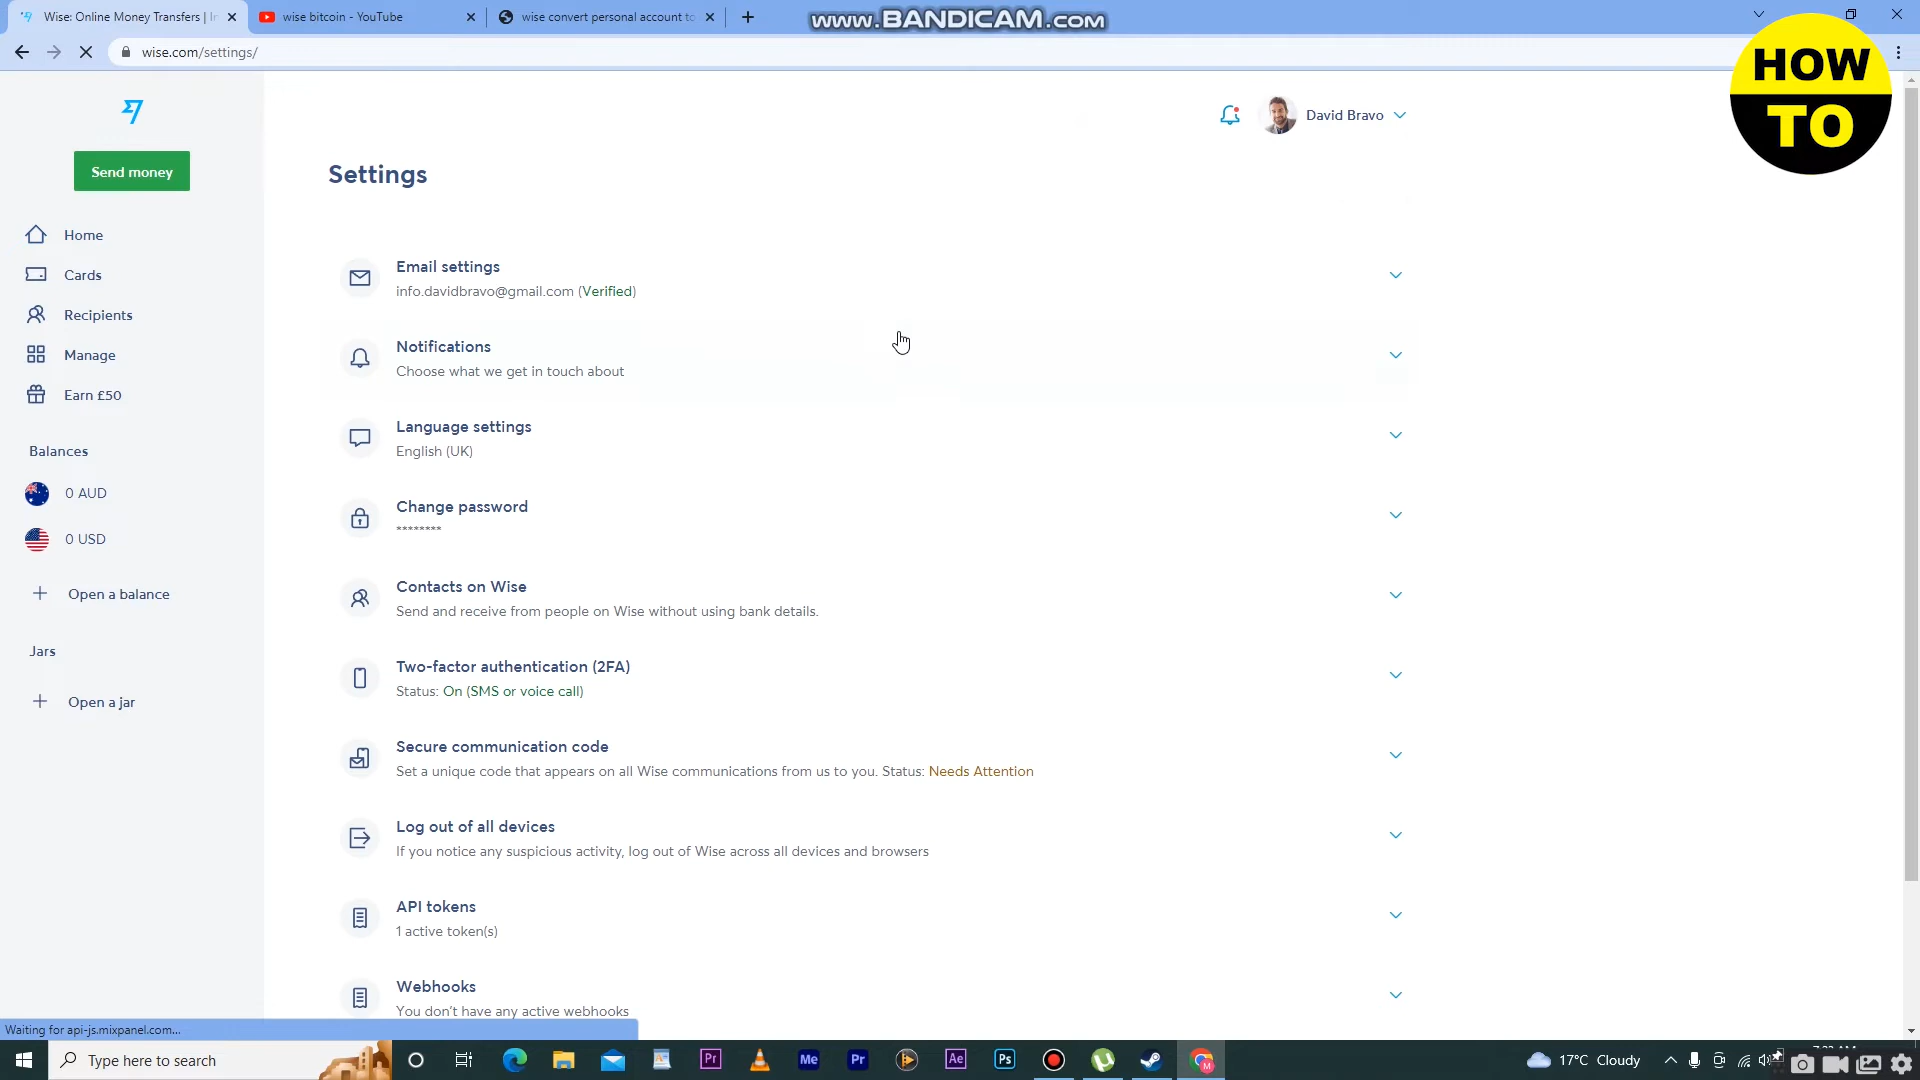 Wise: Online Money Transfers | In
wise bitcoin - YouTube
wise convert personal account to
www.BANDICAM.com
wise.com/settings/
HOW
TO
David Bravo
Send money
Settings
Home
Cards
Recipients
Manage
Earn £50
Balances
0 AUD
0 USD
Open a balance
Jars
Open a jar
Email settings
info.davidbravo@gmail.com (Verified)
Notifications
Choose what we get in touch about
Language settings
English (UK)
Change password
********
Contacts on Wise
Send and receive from people on Wise without using bank details.
Two-factor authentication (2FA)
Status: On (SMS or voice call)
Secure communication code
Set a unique code that appears on all Wise communications from us to you. Status: Needs Attention
Log out of all devices
If you notice any suspicious activity, log out of Wise across all devices and browsers
API tokens
1 active token(s)
Webhooks
You don't have any active webhooks
Waiting for api-js.mixpanel.com...
Type here to search
Pr
Me
Pr
Ae
Ps
M
17°C Cloudy